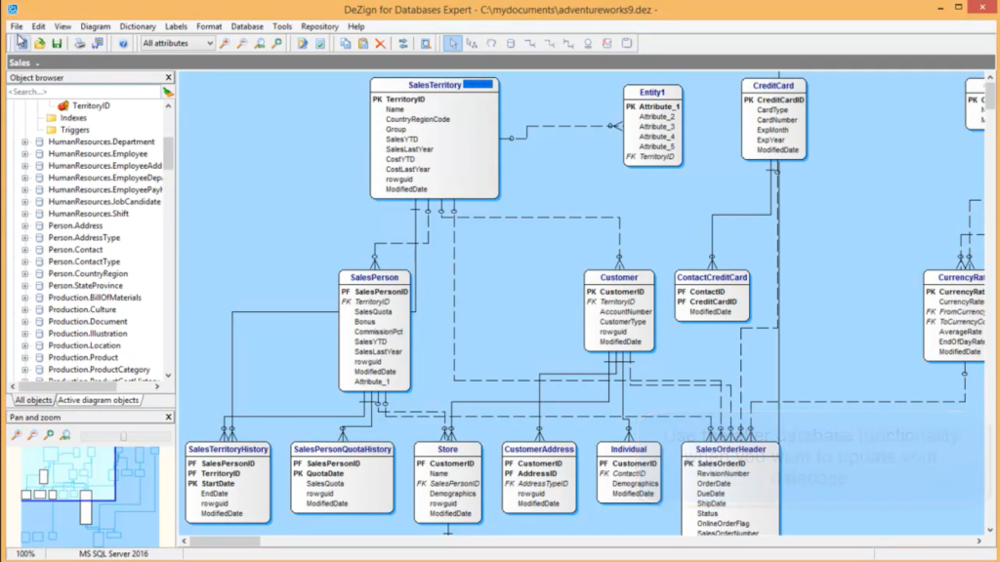 DeZign for Databases Expert - C:\mydocuments\adventureworks9.dez -
File Edit View Diagram Dictionary Labels Format Database Tools Repository Help
All attributes
Sales
Object browser
<Search...>
TerritoryID
Indexes
Triggers
HumanResources.Department
HumanResources.Employee
HumanResources.EmployeeAdd
HumanResources.EmployeeDepa
HumanResources.EmployeePayH
HumanResources.JobCandidate
HumanResources.Shift
Person.Address
Person.AddressType
Person.Contact
Person.ContactType
Person.CountryRegion
Person.StateProvince
Production.BillOfMaterials
Production.Culture
Production.Document
Production.Illustration
Production.Location
Production.Product
Production.ProductCategory
All objects Active diagram objects
Pan and zoom
100% MS SQL Server 2016
SalesTerritory
PK TerritoryID
Name
CountryRegionCode
Group
SalesYTD
SalesLastYear
CostYTD
CostLastYear
rowguid
ModifiedDate
Entity1
PK Attribute_1
Attribute_2
Attribute_3
Attribute_4
Attribute_5
FK TerritoryID
CreditCard
PK CreditCardID
CardType
CardNumber
ExpMonth
ExpYear
ModifiedDate
PK C
SalesPerson
PF SalesPersonID
FK TerritoryID
SalesQuota
Bonus
CommissionPct
SalesYTD
SalesLastYear
rowguid
ModifiedDate
Attribute_1
Customer
PK CustomerID
FK TerritoryID
AccountNumber
CustomerType
rowguid
ModifiedDate
ContactCreditCard
PF ContactID
PF CreditCardID
ModifiedDate
CurrencyRat
PK CurrencyRat
CurrencyRate
FK FromCurrenc
FK ToCurrencyC
AverageRate
EndOfDayRate
ModifiedDate
SalesTerritoryHistory
PF SalesPersonID
PF TerritoryID
PK StartDate
EndDate
rowguid
ModifiedDate
SalesPersonQuotaHistory
PF SalesPersonID
PK QuotaDate
SalesQuota
rowguid
ModifiedDate
Store
PF CustomerID
Name
FK SalesPersonID
Demographics
rowguid
ModifiedDate
CustomerAddress
PF CustomerID
PF AddressID
FK AddressTypeID
rowguid
ModifiedDate
Individual
PF CustomerID
FK ContactID
Demographics
ModifiedDate
SalesOrderHeader
PK SalesOrderID
RevisionNumber
OrderDate
DueDate
ShipDate
Status
OnlineOrderFlag
SalesOrderNumber
want to update your
database